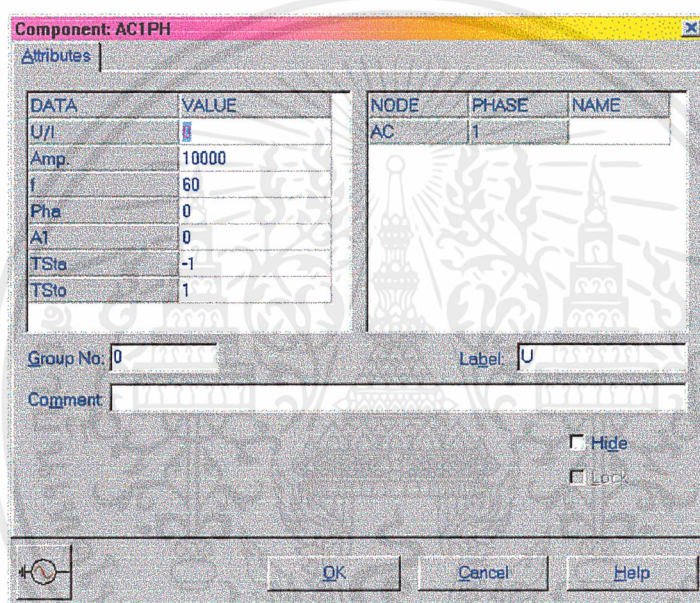 Component: AC1PH
Attributes
DATA VALUE
U/I 0
Amp. 10000
f 60
Pha 0
A1 0
TSta -1
TSto 1
NODE PHASE NAME
AC 1
Group No: 0
Label: U
Comment
Hide
Lock
OK Cancel Help